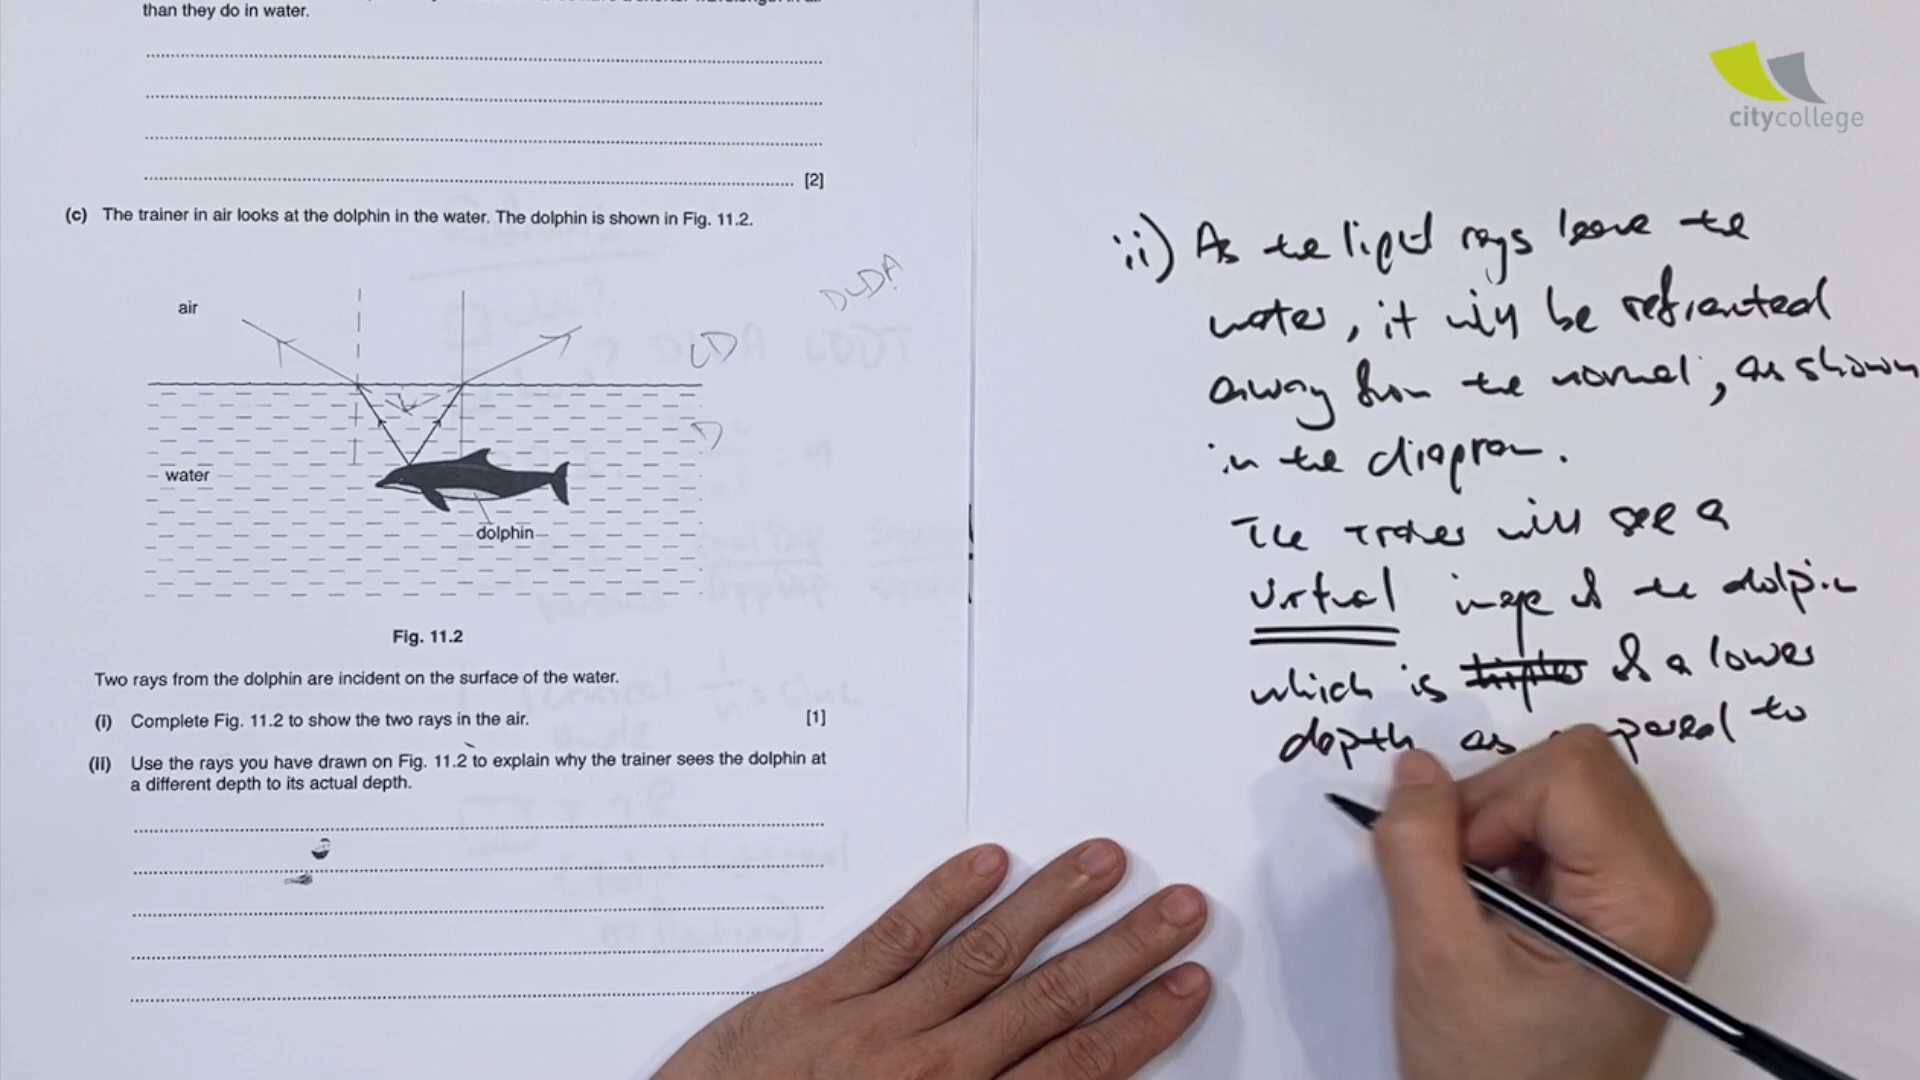 than they do in water.
[2]
(c) The trainer in air looks at the dolphin in the water. The dolphin is shown in Fig. 11.2.
air
water
dolphin
Fig. 11.2
Two rays from the dolphin are incident on the surface of the water.
(i) Complete Fig. 11.2 to show the two rays in the air. [1]
(ii) Use the rays you have drawn on Fig. 11.2 to explain why the trainer sees the dolphin at
a different depth to its actual depth.
DLDA
LD
D
citycollege
ii) As the rays leave the
water, it will be refracted
away from the normal, as shown
in the diagram.
The will see a
virtual image of the dolphin
which is of a lower
depth as to